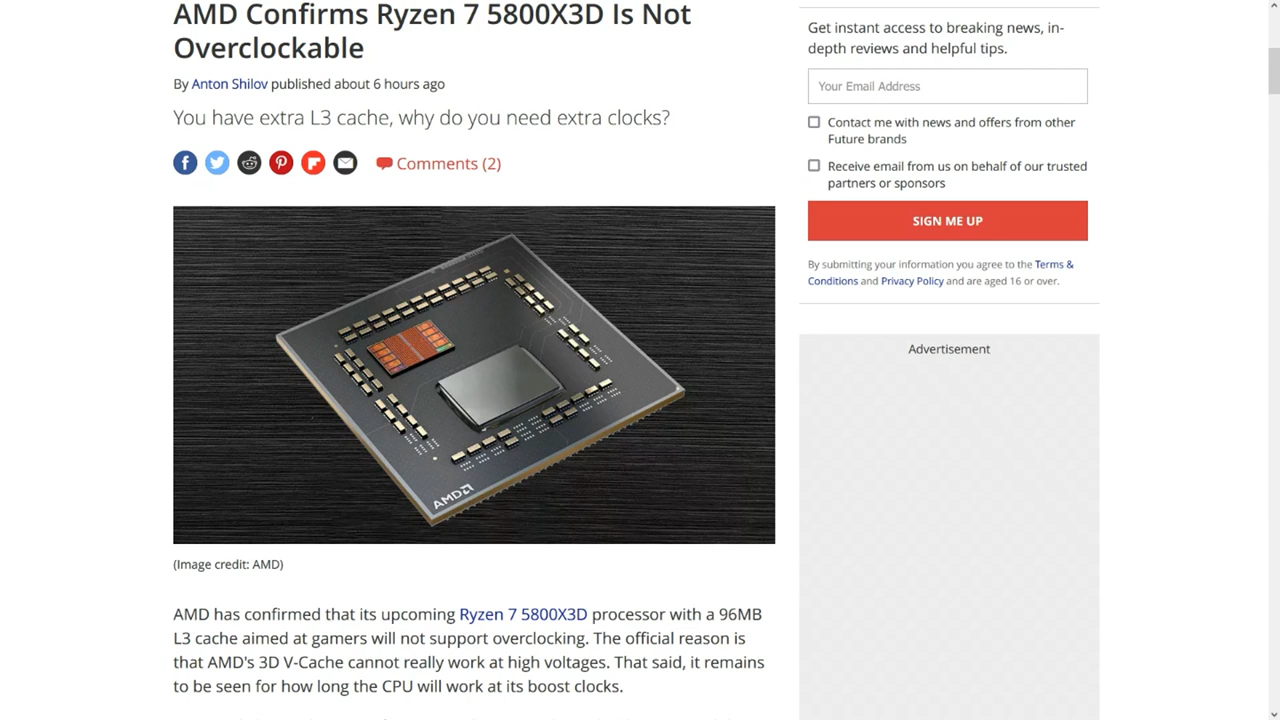 AMD Confirms Ryzen 7 5800X3D Is Not
Overclockable
By Anton Shilov published about 6 hours ago
You have extra L3 cache, why do you need extra clocks?
Comments (2)
AMD
(Image credit: AMD)
AMD has confirmed that its upcoming Ryzen 7 5800X3D processor with a 96MB
L3 cache aimed at gamers will not support overclocking. The official reason is
that AMD's 3D V-Cache cannot really work at high voltages. That said, it remains
to be seen for how long the CPU will work at its boost clocks.
Get instant access to breaking news, in-
depth reviews and helpful tips.
Your Email Address
Contact me with news and offers from other
Future brands
Receive email from us on behalf of our trusted
partners or sponsors
SIGN ME UP
By submitting your information you agree to the Terms &
Conditions and Privacy Policy and are aged 16 or over.
Advertisement